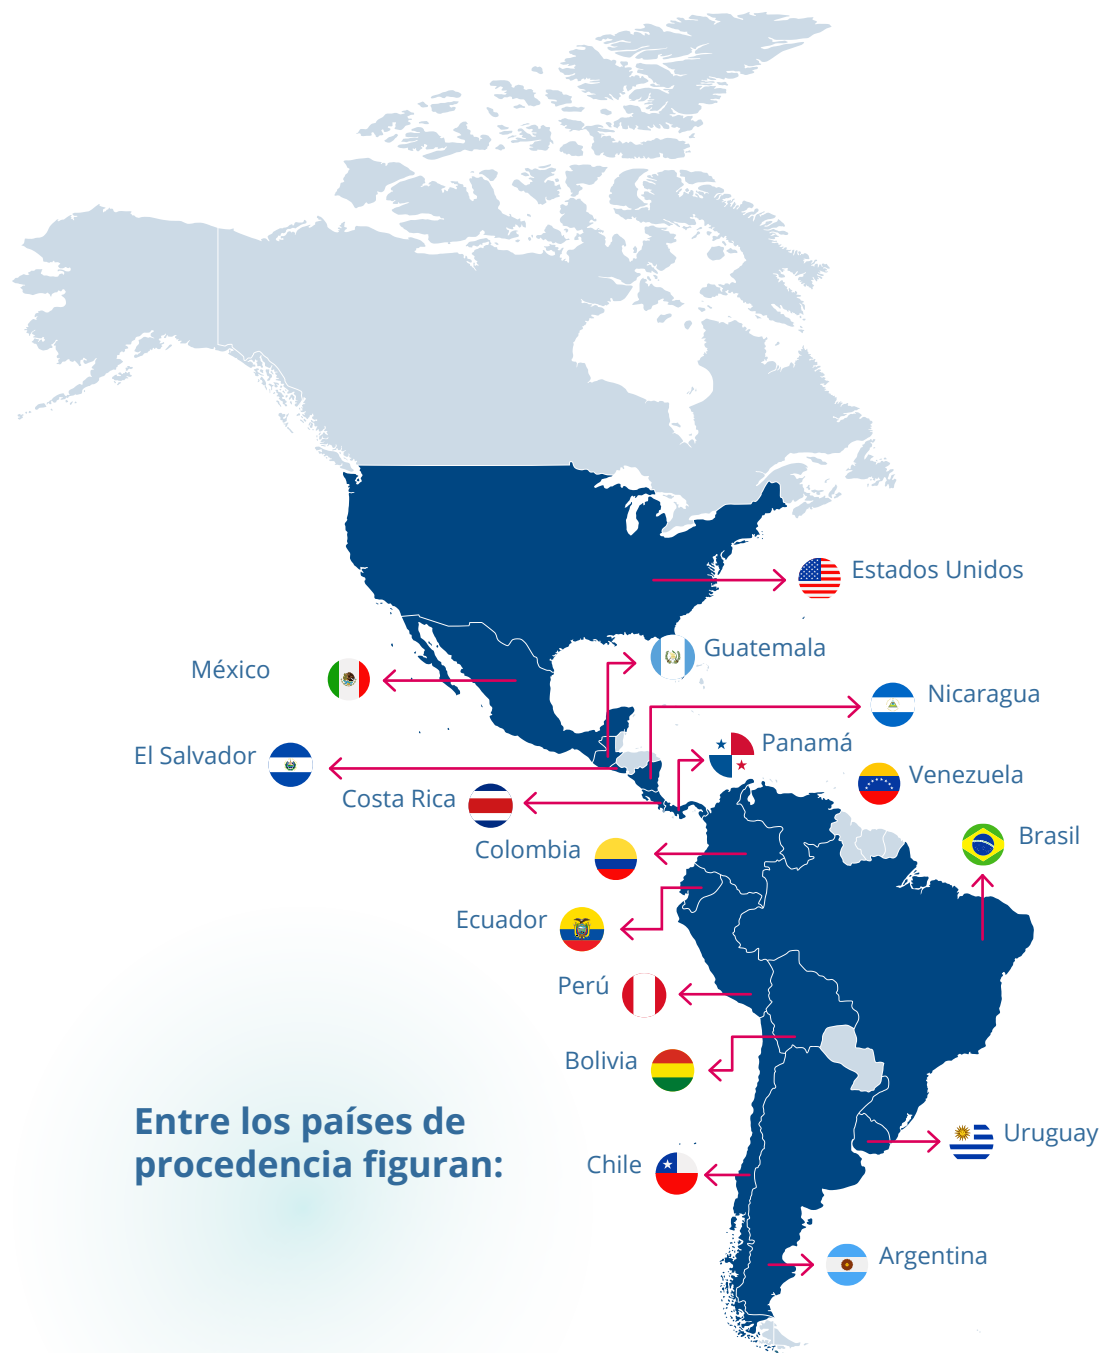 Estados Unidos
Guatemala
México
Nicaragua
Panamá
El Salvador
Venezuela
Costa Rica
Brasil
Colombia
Ecuador
Perú
Bolivia
Entre los países de
procedencia figuran:
Uruguay
Chile
Argentina